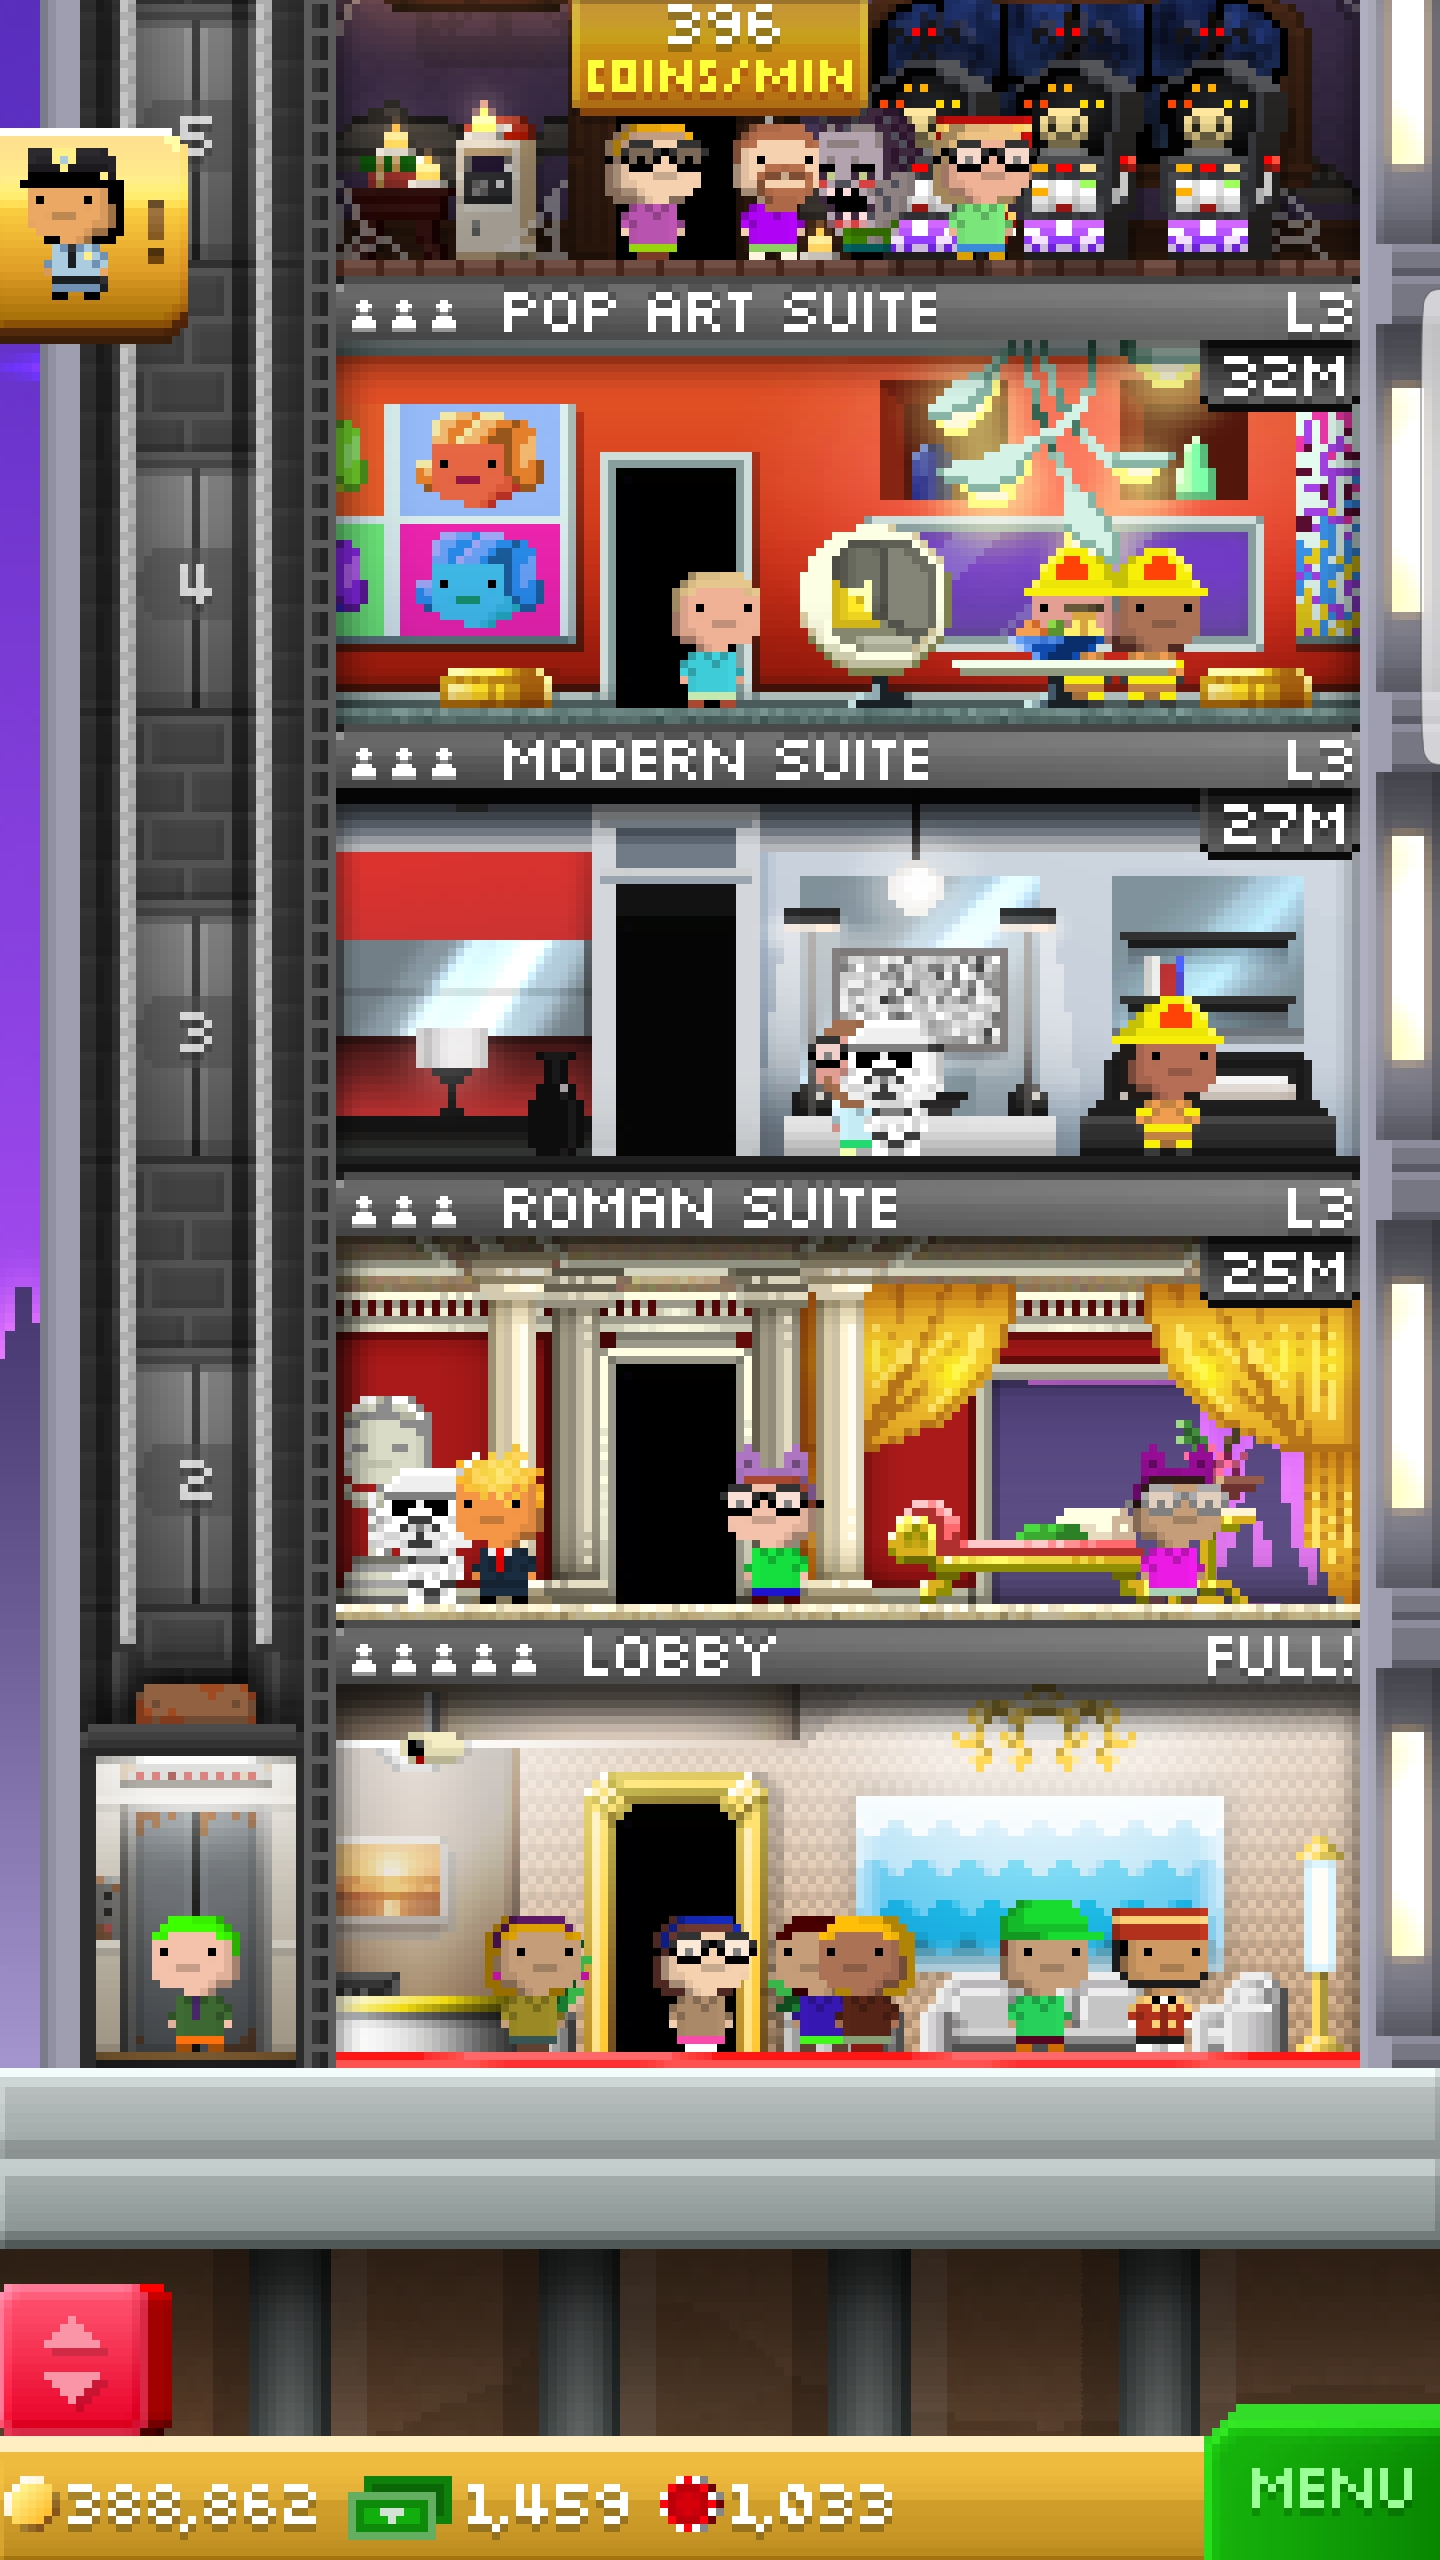 396
COINS/MIN
5
!
POP ART SUITE L3
32M
4
MODERN SUITE L3
27M
3
ROMAN SUITE L3
25M
2
LOBBY FULL!
MENU
388,862 1,459 1,033